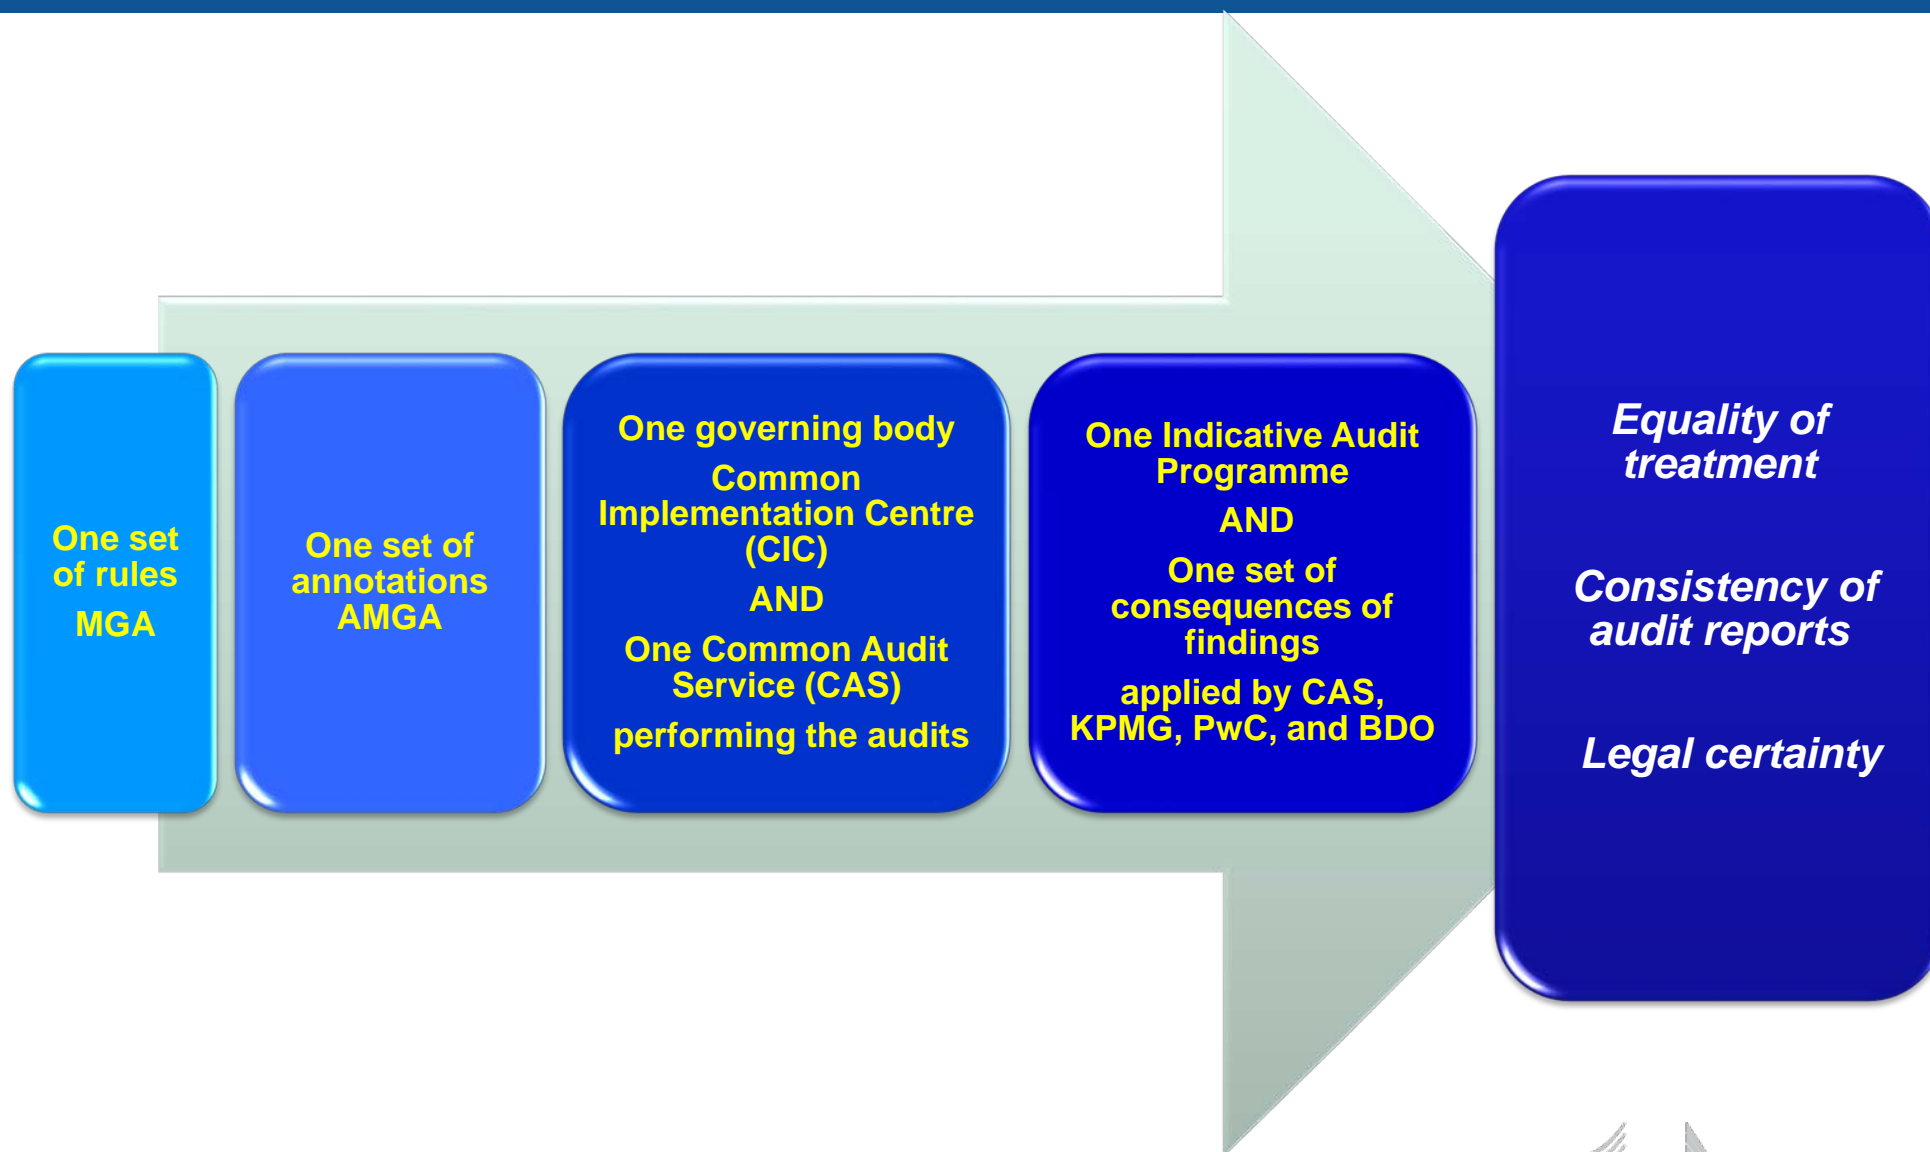 One set
of rules
MGA
One set of
annotations
AMGA
One governing body
Common
Implementation Centre
(CIC)
AND
One Common Audit
Service (CAS)
performing the audits
One Indicative Audit
Programme
AND
One set of
consequences of
findings
applied by CAS,
KPMG, PwC, and BDO
Equality of
treatment
Consistency of
audit reports
Legal certainty